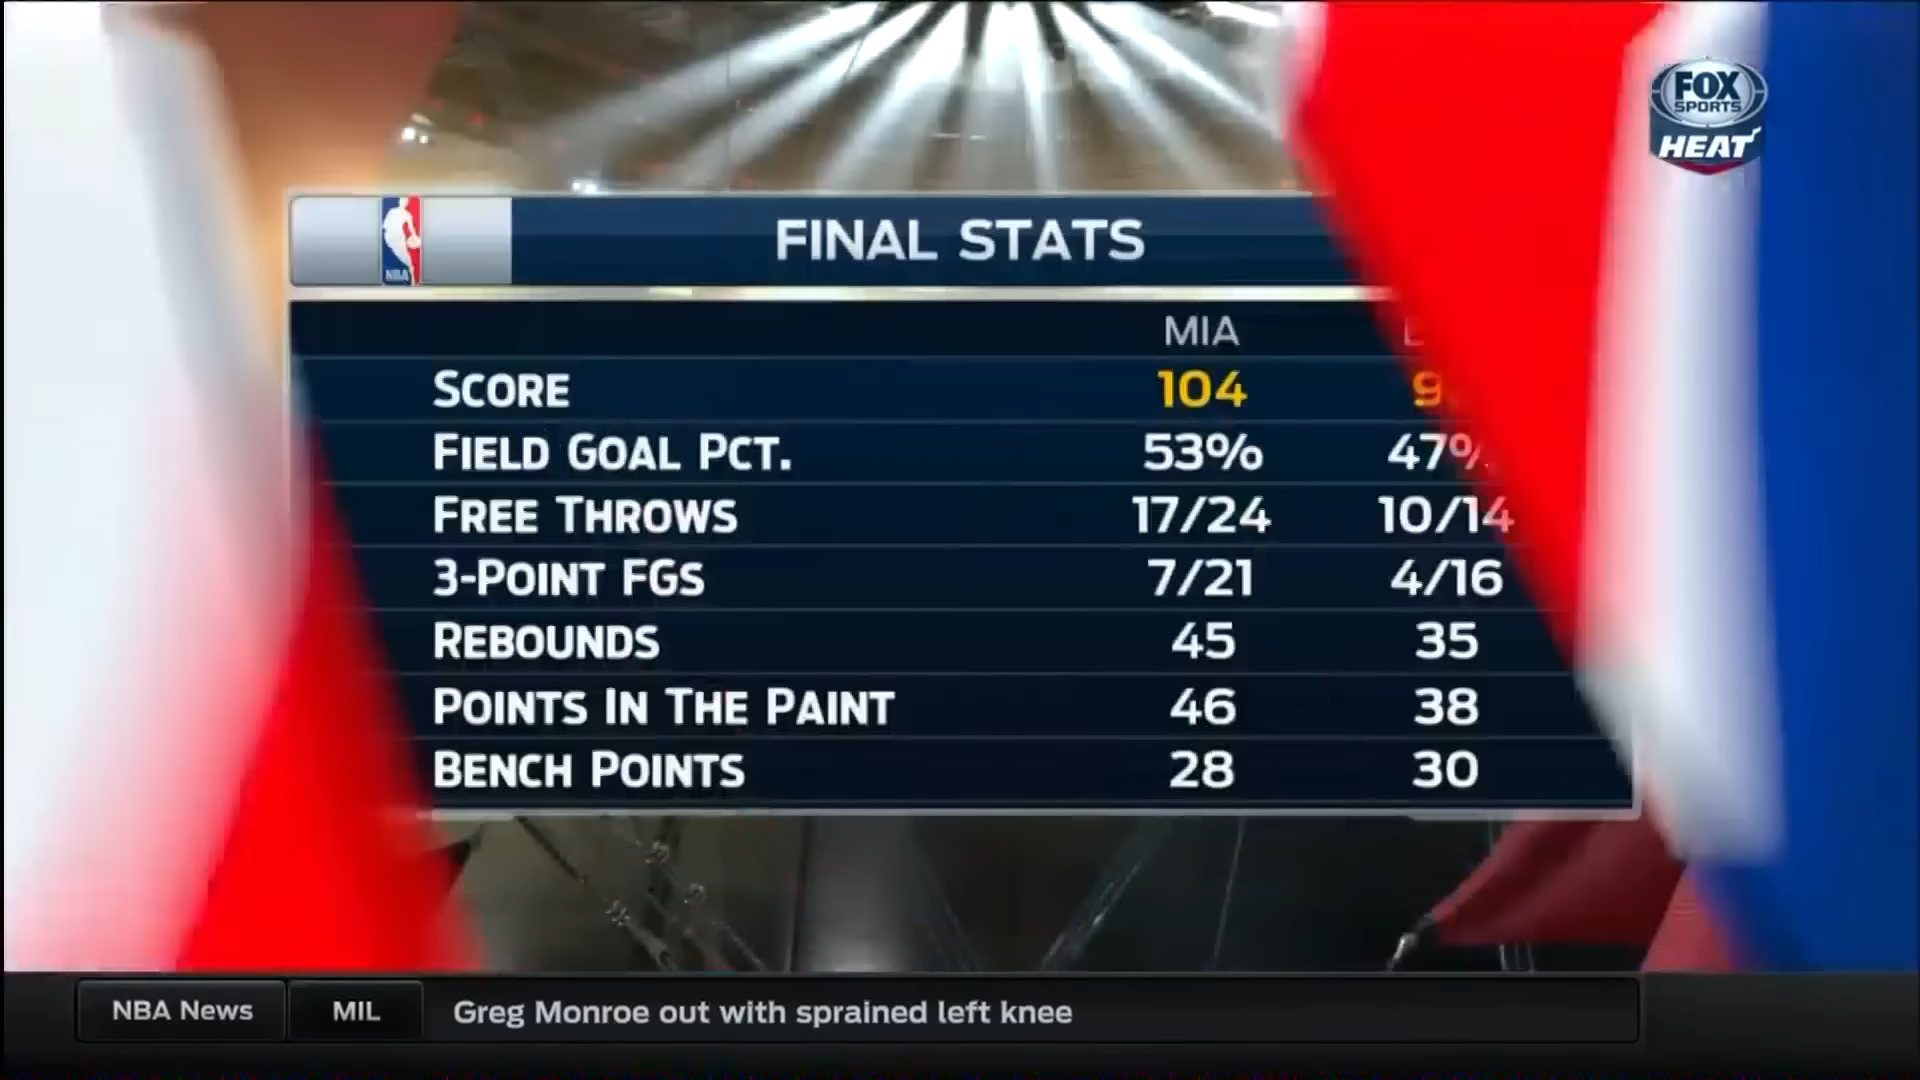 FOX
SPORTS
HEAT
NBA
FINAL STATS
MIA
SCORE 104
FIELD GOAL PCT. 53% 47%
FREE THROWS 17/24 10/14
3-POINT FGS 7/21 4/16
REBOUNDS 45 35
POINTS IN THE PAINT 46 38
BENCH POINTS 28 30
NBA News MIL Greg Monroe out with sprained left knee